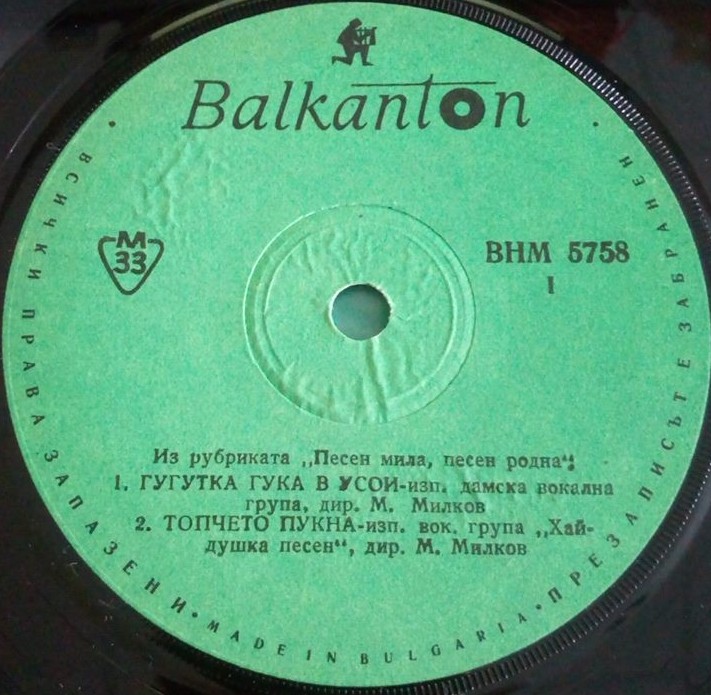 Balkanton
M
33
ВНМ 5758
I
Из рубриката „Песен мила, песен родна“;
1. ГУГУТКА ГУКА В УСОИ-изп. дамска вокална
група, дир. М. Милков
2. ТОПЧЕТО ПУКНА-изп. вок. група „Хай-
душка песен“, дир. М. Милков
ВСИЧКИ ПРАВА ЗАПАЗЕНИ • MADE IN BULGARIA • ПРЕЗАПИСЪТ Е ЗАБРАНЕН